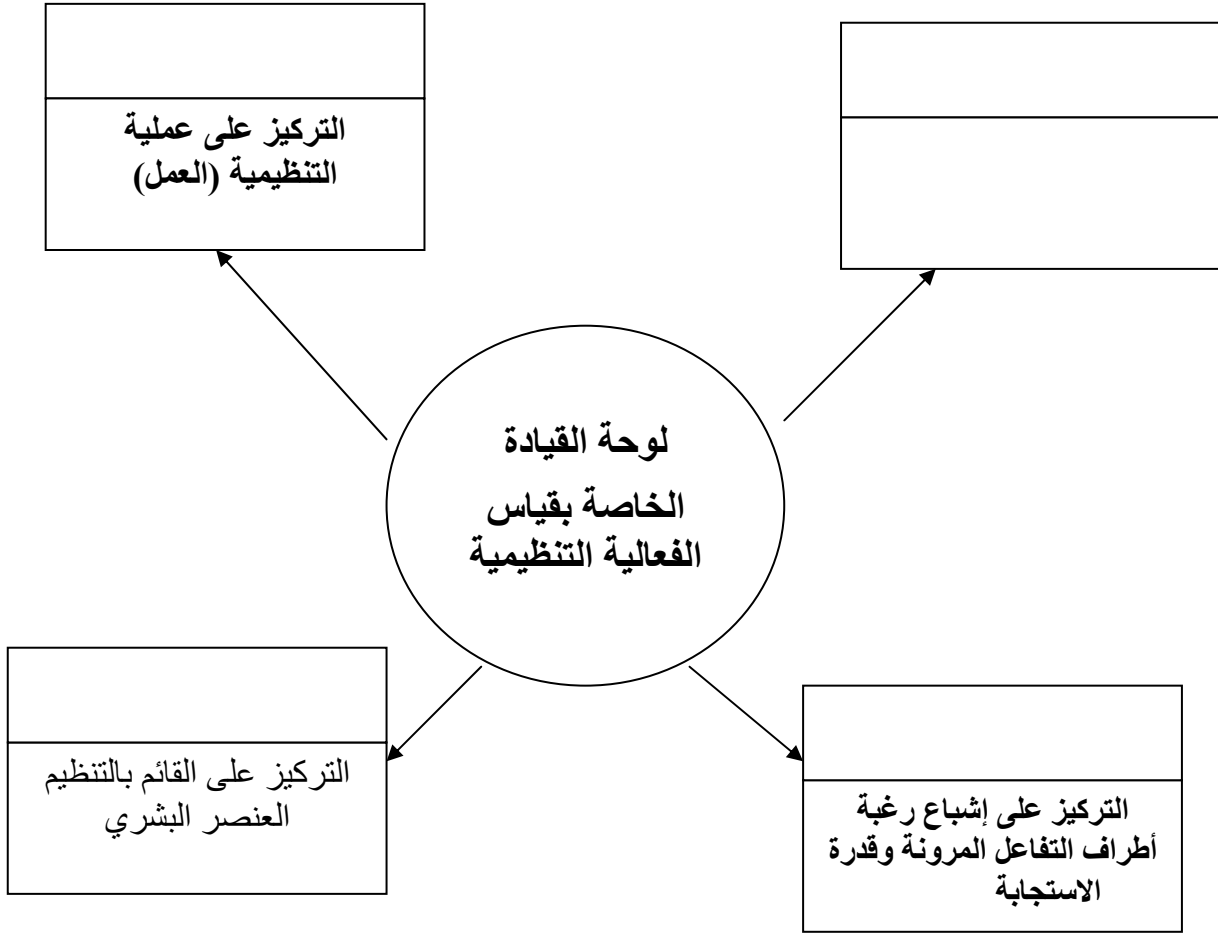 التركيز على عملية
التنظيمية (العمل)
لوحة القيادة
الخاصة بقياس
الفعالية التنظيمية
التركيز على القائم بالتنظيم
العنصر البشري
التركيز على إشباع رغبة
أطراف التفاعل المرونة وقدرة
الاستجابة